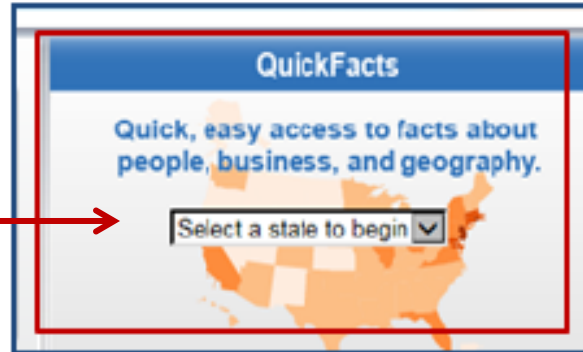 QuickFacts
Quick, easy access to facts about
people, business, and geography.
Select a state to begin